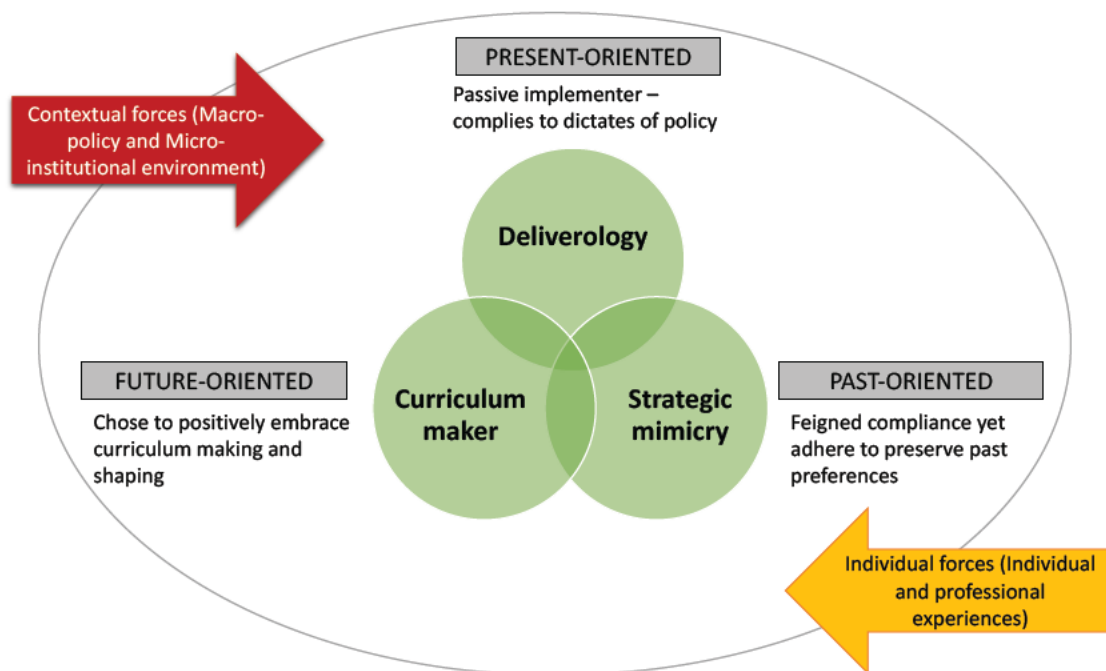 PRESENT-ORIENTED
Passive implementer –
complies to dictates of policy
Contextual forces (Macro-
policy and Micro-
institutional environment)
Deliverology
FUTURE-ORIENTED
Chose to positively embrace
curriculum making and
shaping
Curriculum
maker
Strategic
mimicry
PAST-ORIENTED
Feigned compliance yet
adhere to preserve past
preferences
Individual forces (Individual
and professional
experiences)